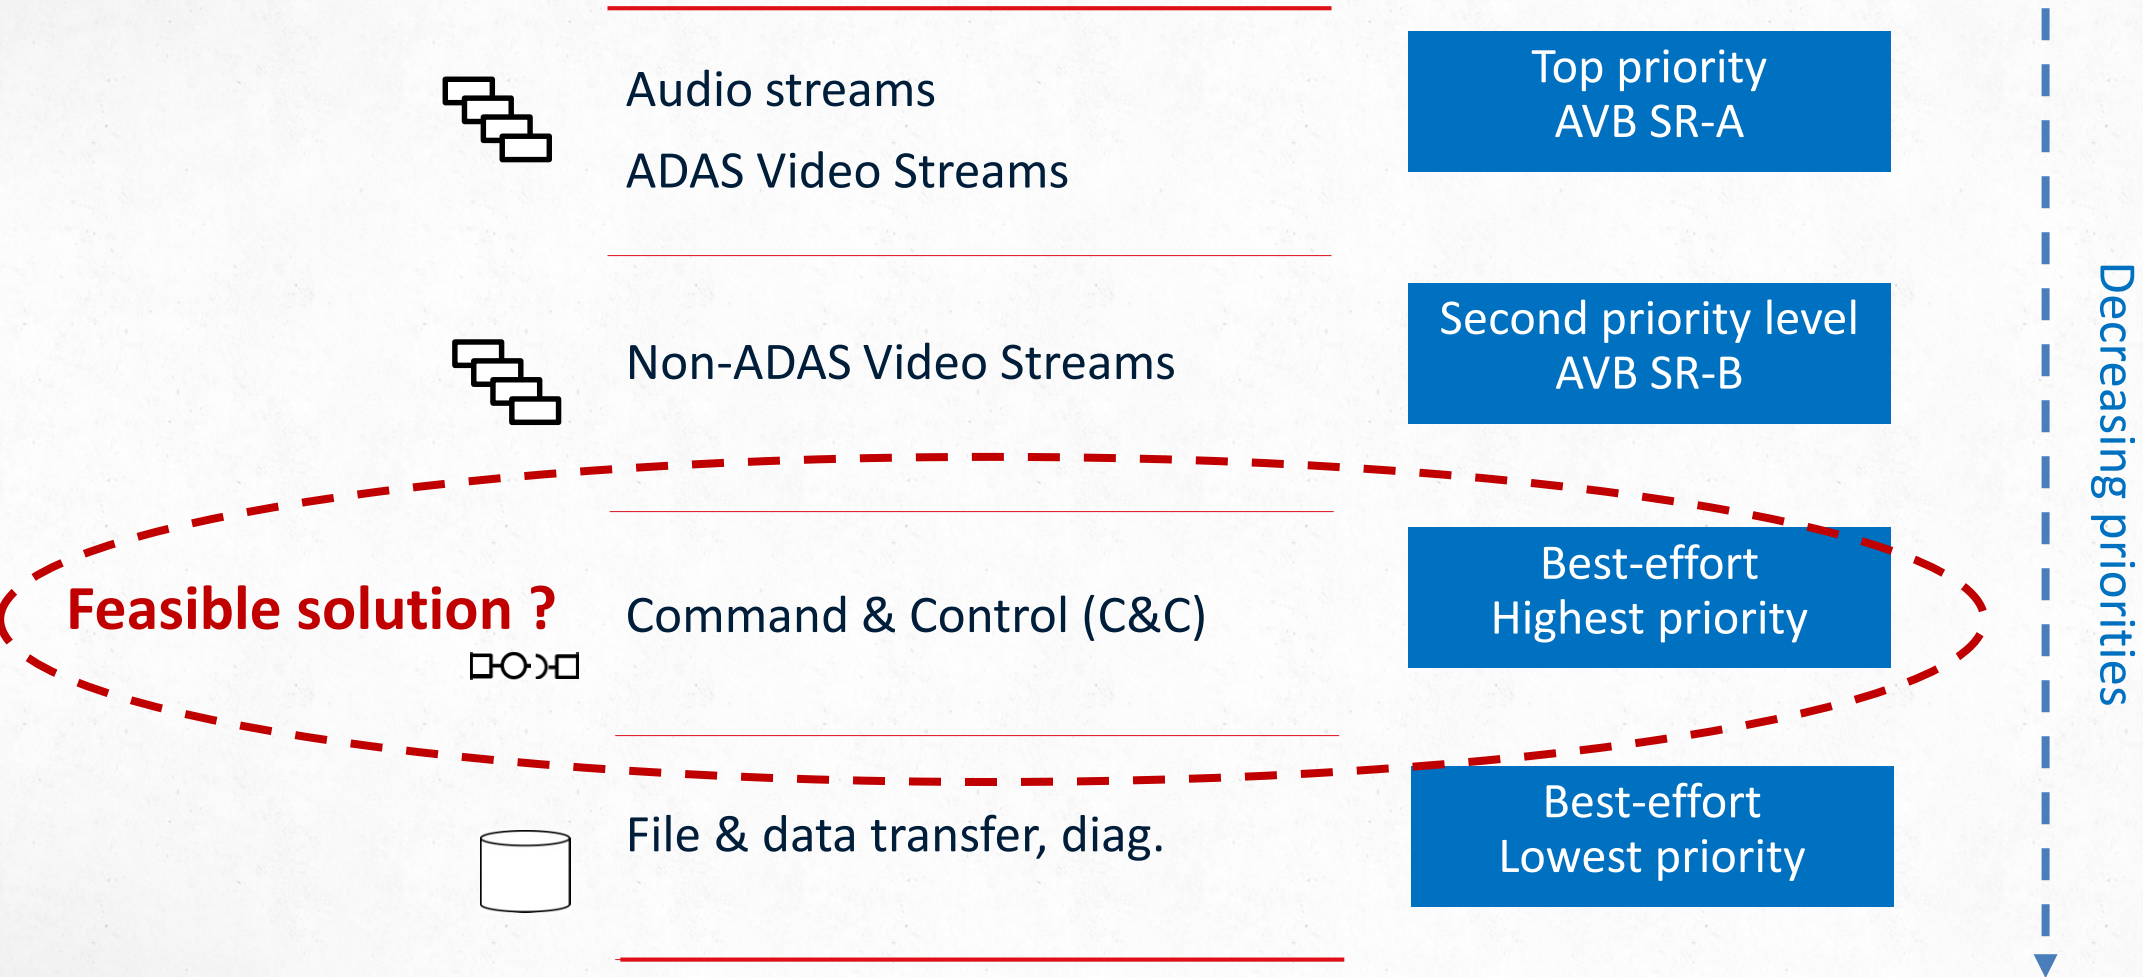 Audio streams
ADAS Video Streams
Top priority
AVB SR-A
Non-ADAS Video Streams
Second priority level
AVB SR-B
Feasible solution ?
Command & Control (C&C)
Best-effort
Highest priority
File & data transfer, diag.
Best-effort
Lowest priority
Decreasing priorities